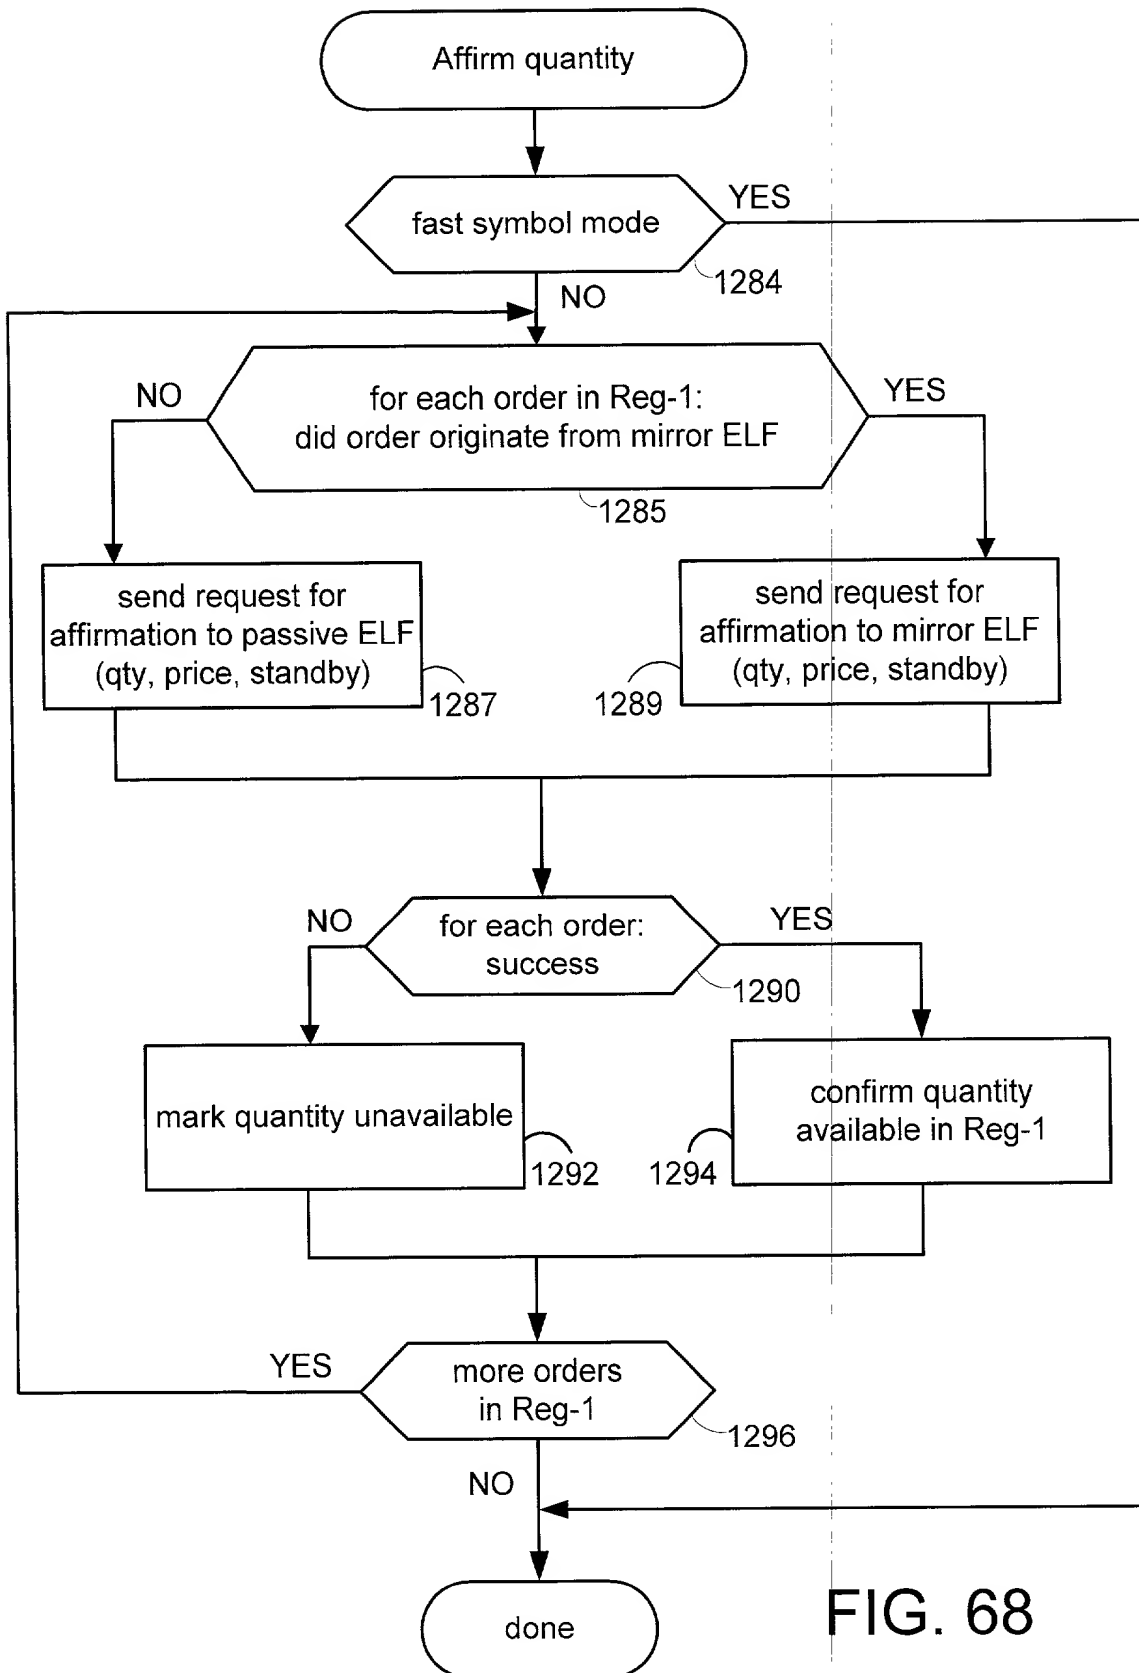 Affirm quantity
fast symbol mode
YES
1284
NO
for each order in Reg-1:
did order originate from mirror ELF
NO
YES
1285
send request for
affirmation to passive ELF
(qty, price, standby)
1287
send request for
affirmation to mirror ELF
(qty, price, standby)
1289
for each order:
success
NO
YES
1290
mark quantity unavailable
1292
confirm quantity
available in Reg-1
1294
more orders
in Reg-1
YES
1296
NO
done
FIG. 68